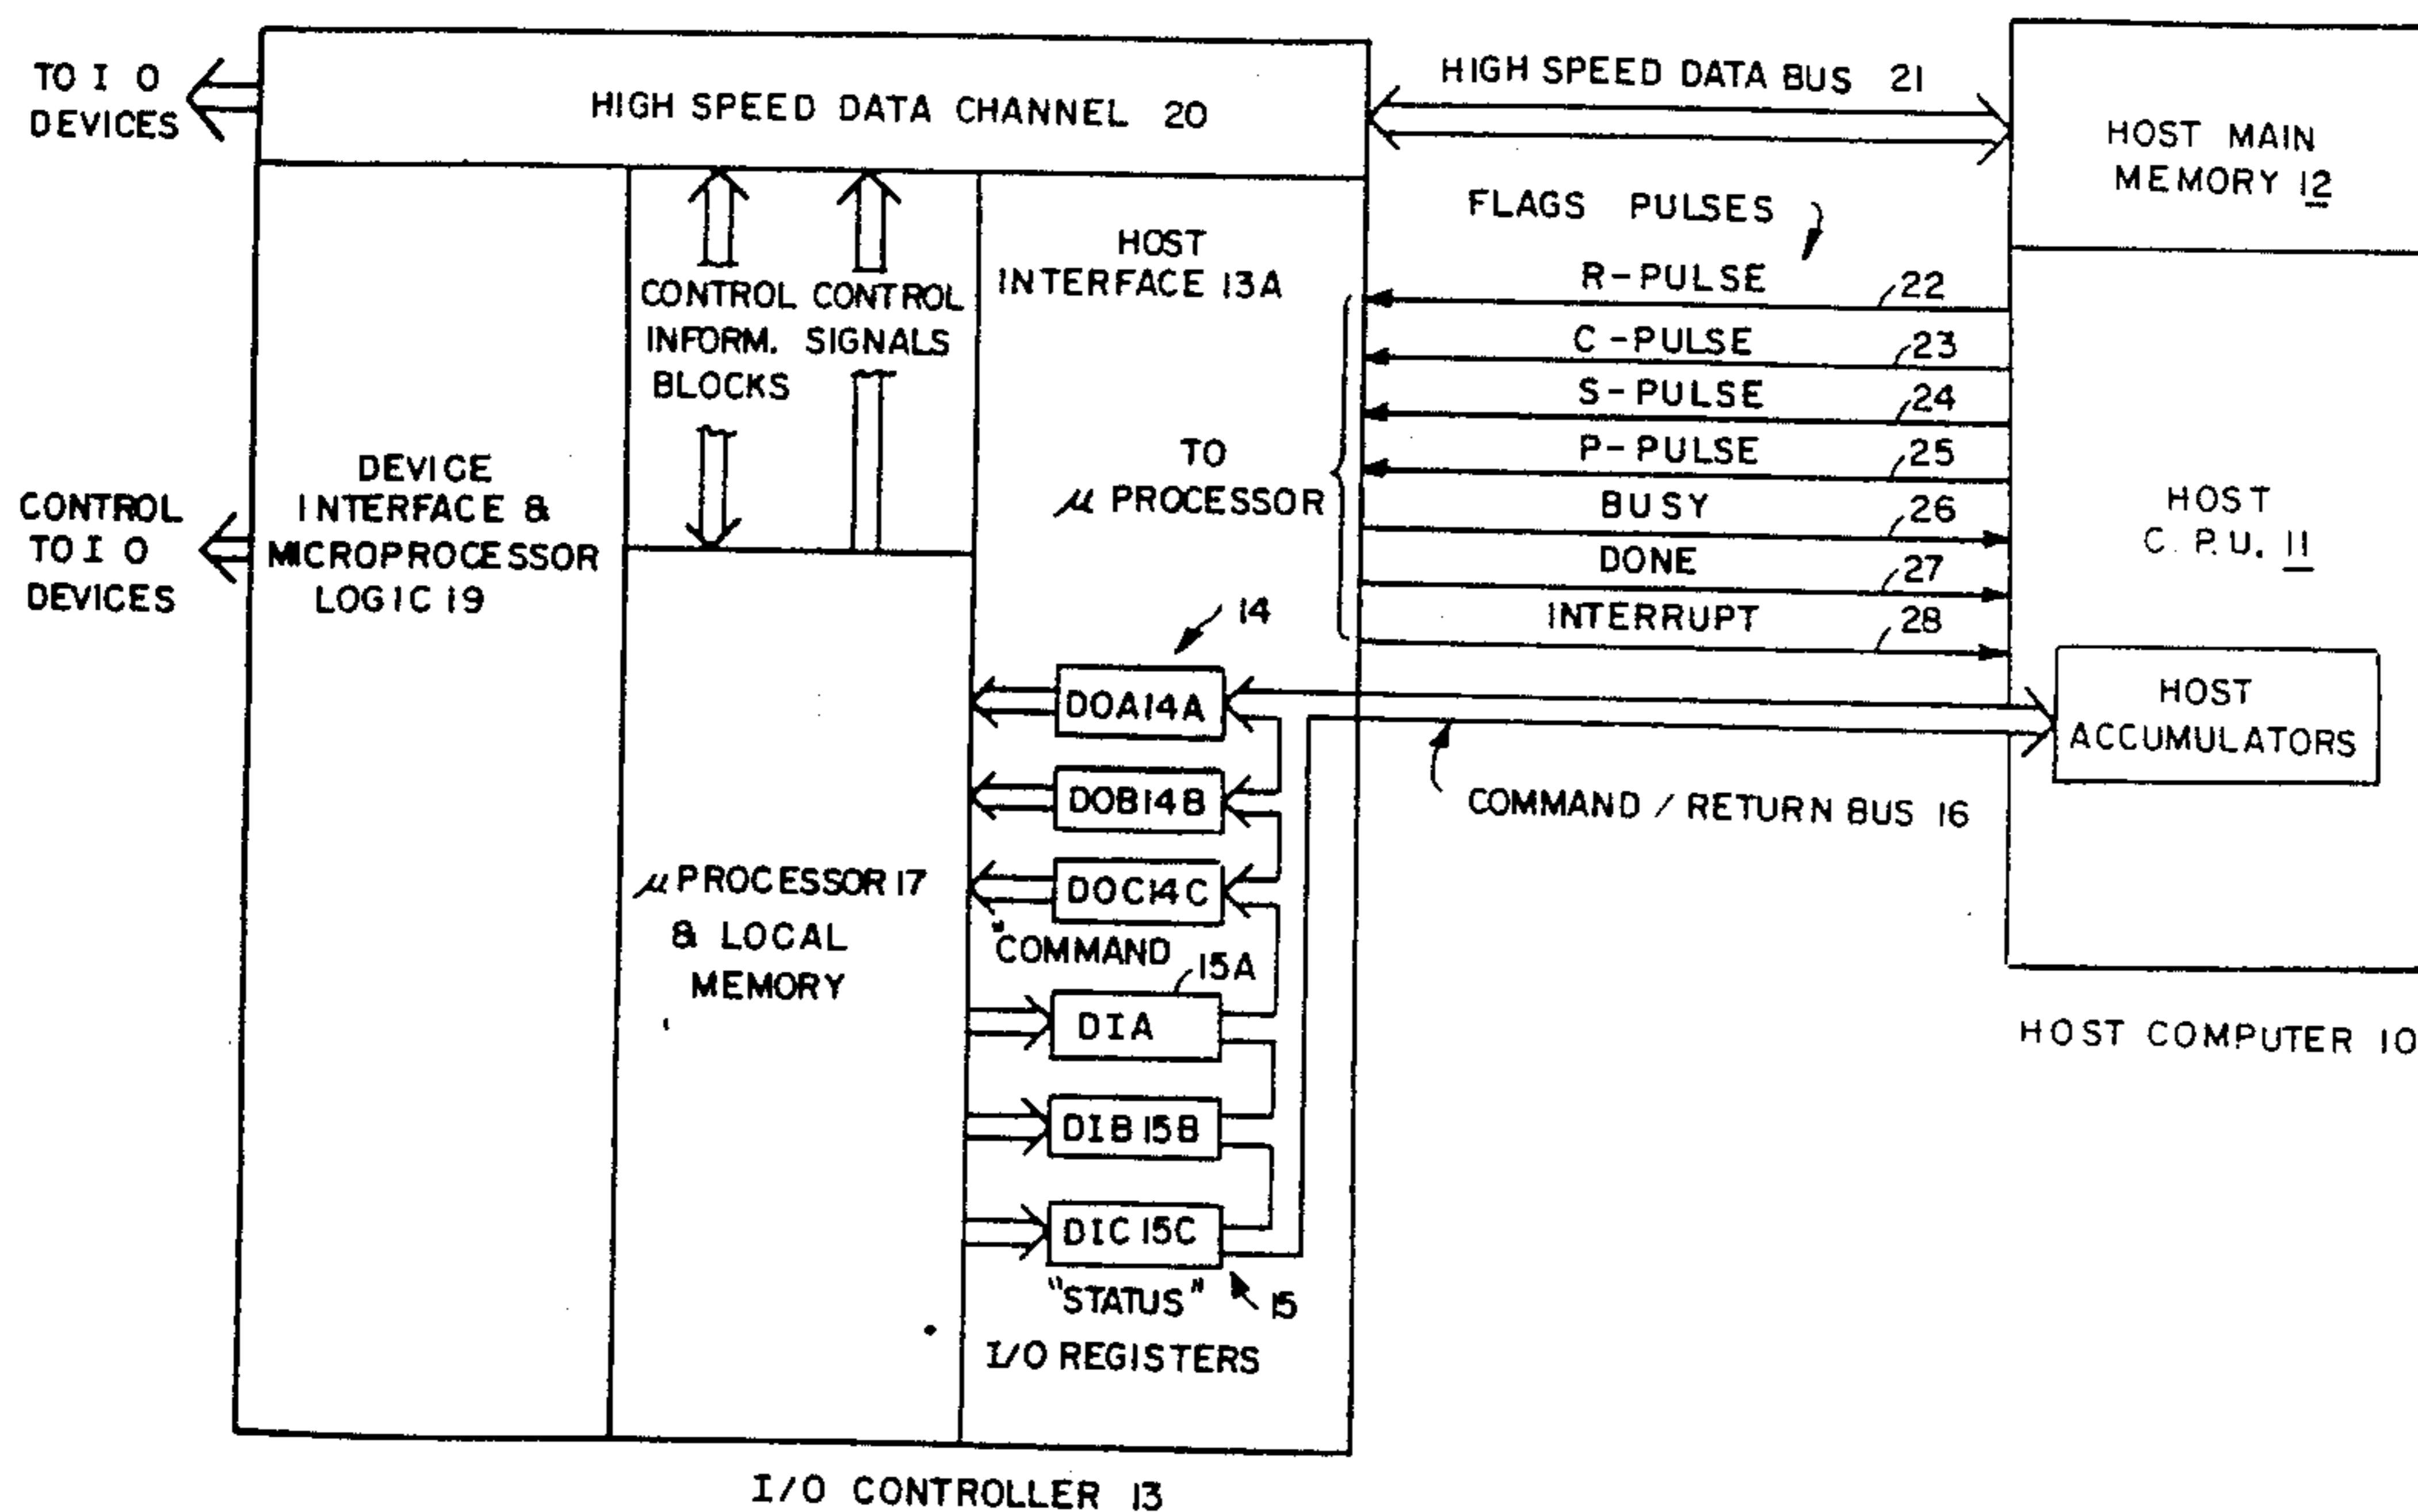 TO I O
DEVICES
HIGH SPEED DATA CHANNEL 20
HIGH SPEED DATA BUS 21
HOST MAIN
MEMORY 12
FLAGS PULSES
HOST
INTERFACE 13A
CONTROL
INFORM.
BLOCKS
CONTROL
SIGNALS
R-PULSE
22
C-PULSE
23
S-PULSE
24
P-PULSE
25
BUSY
26
DONE
27
INTERRUPT
28
TO
μ PROCESSOR
HOST
C. P. U. 11
CONTROL
TO I O
DEVICES
DEVICE
INTERFACE &
MICROPROCESSOR
LOGIC 19
14
DOA14A
DOB14B
DOC14C
"COMMAND
HOST
ACCUMULATORS
COMMAND / RETURN BUS 16
μ PROCESSOR 17
& LOCAL
MEMORY
15A
DIA
DIB 15B
DIC 15C
"STATUS"
15
I/O REGISTERS
HOST COMPUTER 10
I/O CONTROLLER 13